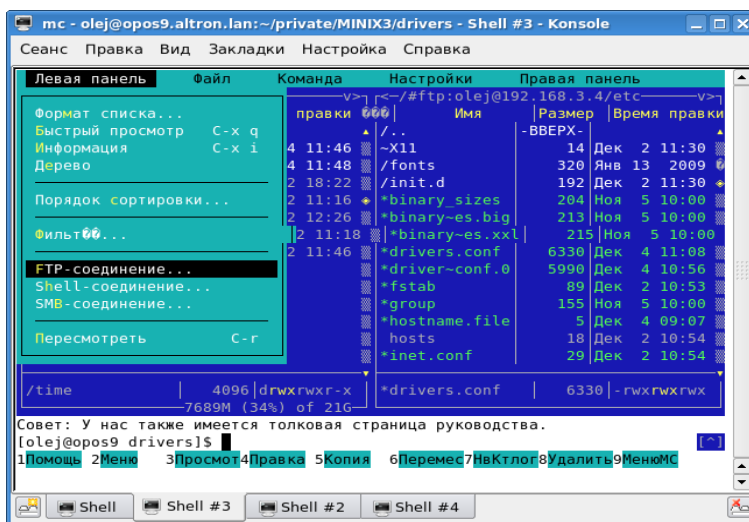 mc - olej@opos9.altron.lan:~/private/MINIX3/drivers - Shell #3 - Konsole
Сеанс Правка Вид Закладки Настройка Справка
Левая панель Файл Команда Настройки Правая панель
v>┐ ┌<─/#ftp:olej@192.168.3.4/etc v>┐
Формат списка... правки Имя Размер Время правки
Быстрый просмотр C-x q /.. -ВВЕРХ-
Информация C-x i 4 11:46 ~X11 14 Дек 2 11:30
Дерево 4 11:48 /fonts 320 Янв 13 2009
2 18:22 /init.d 192 Дек 2 11:30
Порядок сортировки... 2 11:16 *binary_sizes 204 Ноя 5 10:00
2 12:26 *binary~es.big 213 Ноя 5 10:00
Фильт��... 2 11:18 *binary~es.xxl 215 Ноя 5 10:00
2 11:46 *drivers.conf 6330 Дек 4 11:08
FTP-соединение... *driver~conf.0 5990 Дек 4 10:56
Shell-соединение... *fstab 89 Дек 2 10:53
SMB-соединение... *group 155 Ноя 5 10:00
*hostname.file 5 Дек 4 09:07
Пересмотреть C-r hosts 18 Дек 2 10:54
*inet.conf 29 Дек 2 10:54
/time 4096 drwxrwxr-x *drivers.conf 6330 -rwxrwxrwx
7689M (34%) of 21G
Совет: У нас также имеется толковая страница руководства.
[olej@opos9 drivers]$ [^]
1Помощь 2Меню 3Просмот4Правка 5Копия 6Перемес7НвКтлог8Удалить9МенюМС
Shell Shell #3 Shell #2 Shell #4